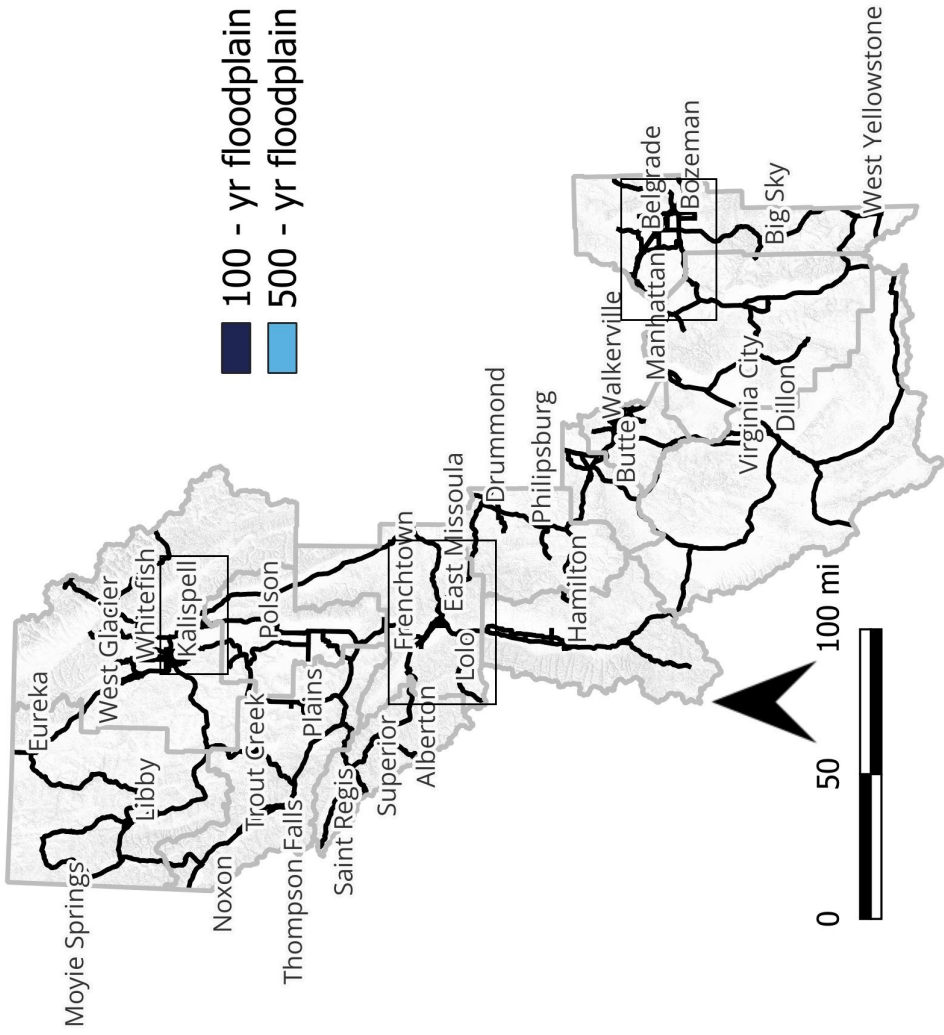 Moyie Springs
Eureka
Libby
West Glacier
Whitefish
Kalispell
Noxon
Trout Creek
Polson
Thompson Falls
Plains
Saint Regis
Superior
Alberton
Frenchtown
East Missoula
Lolo
Drummond
Philipsburg
Hamilton
Walkerville
Butte
Manhattan
Belgrade
Bozeman
Virginia City
Dillon
Big Sky
West Yellowstone
100 - yr floodplain
500 - yr floodplain
0 50 100 mi